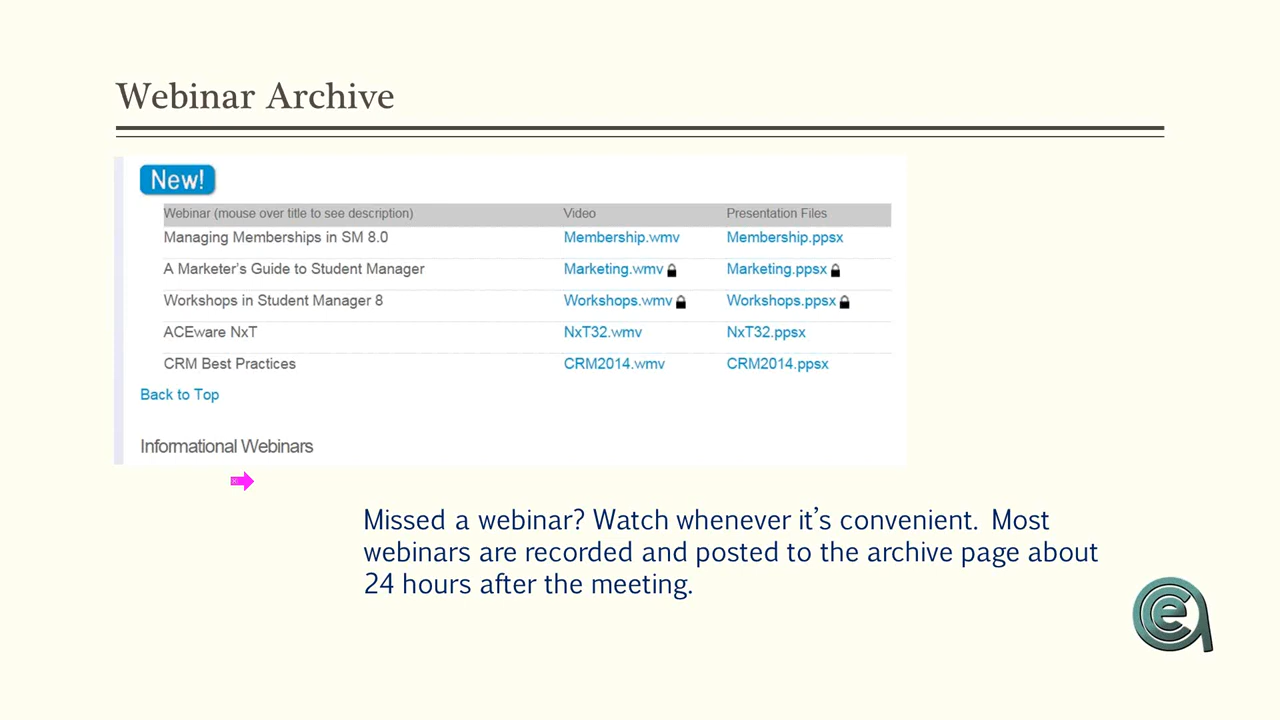 Webinar Archive
New!
Webinar (mouse over title to see description) Video Presentation Files
Managing Memberships in SM 8.0 Membership.wmv Membership.ppsx
A Marketer's Guide to Student Manager Marketing.wmv Marketing.ppsx
Workshops in Student Manager 8 Workshops.wmv Workshops.ppsx
ACEware NxT NxT32.wmv NxT32.ppsx
CRM Best Practices CRM2014.wmv CRM2014.ppsx
Back to Top
Informational Webinars
Missed a webinar? Watch whenever it's convenient. Most
webinars are recorded and posted to the archive page about
24 hours after the meeting.